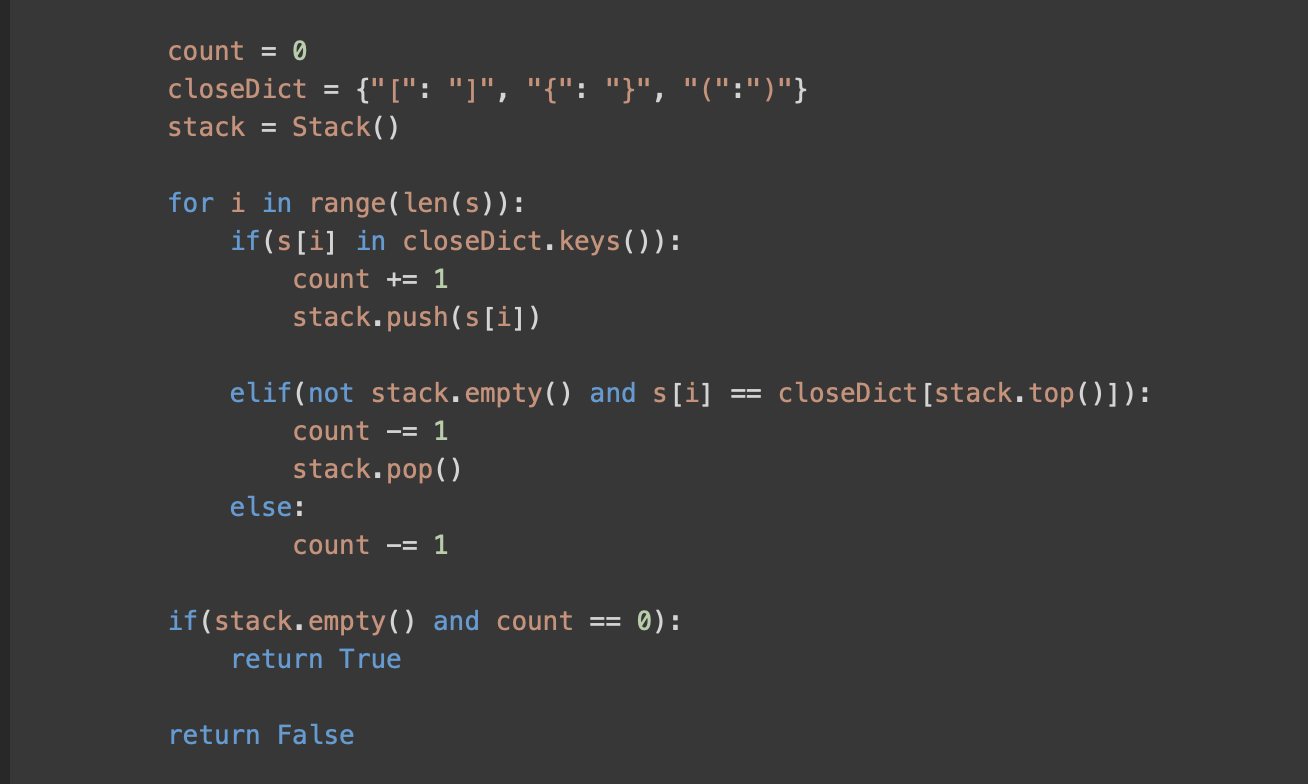 count = 0
closeDict = {"[": "]", "{": "}", "(":")"}
stack = Stack()
for i in range(len(s)):
if(s[i] in closeDict.keys()):
count += 1
stack.push(s[i])
elif(not stack.empty() and s[i] == closeDict[stack.top()]):
count -= 1
stack.pop()
else:
count -= 1
if(stack.empty() and count == 0):
return True
return False